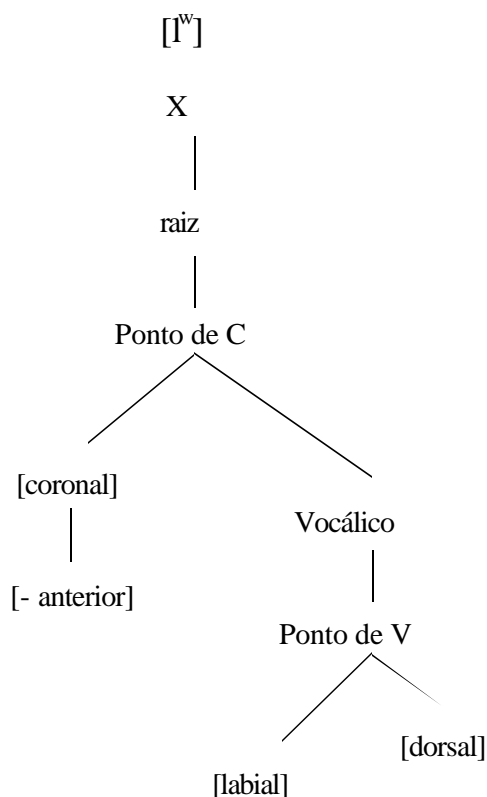 [lʷ]
X
raiz
Ponto de C
[coronal]
Vocálico
[- anterior]
Ponto de V
[dorsal]
[labial]